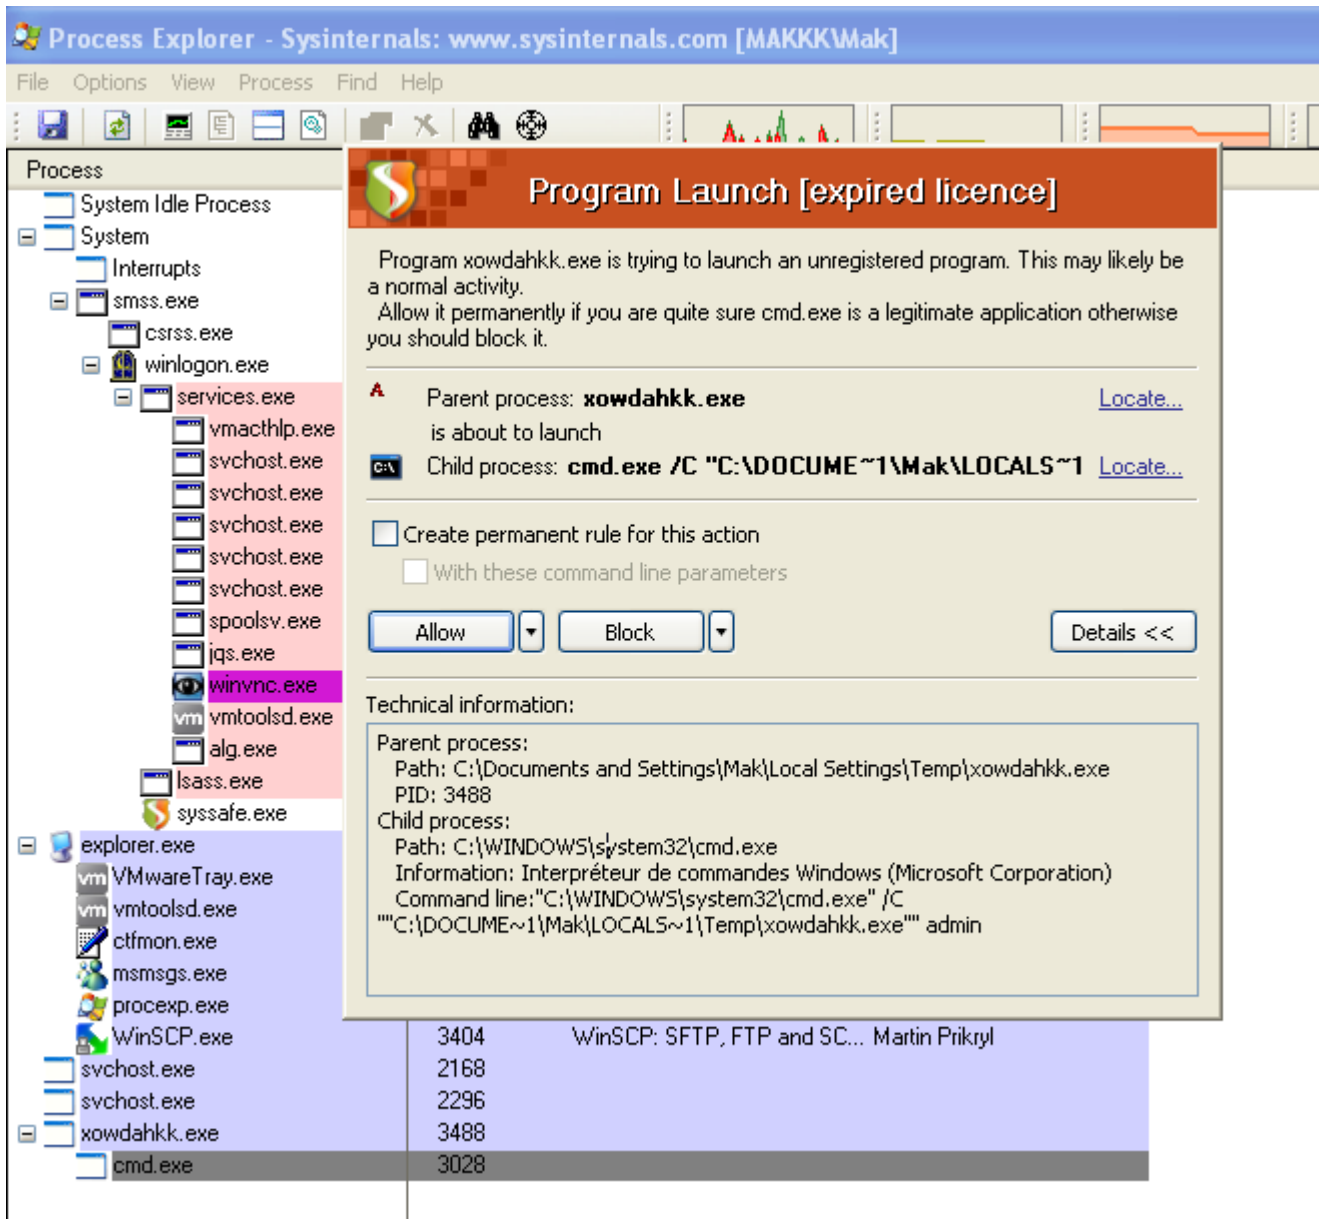 Process Explorer - Sysinternals: www.sysinternals.com [MAKKK\Mak]
File Options View Process Find Help
Process
System Idle Process
System
Interrupts
smss.exe
csrss.exe
winlogon.exe
services.exe
vmacthlp.exe
svchost.exe
svchost.exe
svchost.exe
svchost.exe
svchost.exe
spoolsv.exe
jqs.exe
winvnc.exe
vmtoolsd.exe
alg.exe
lsass.exe
syssafe.exe
explorer.exe
VMwareTray.exe
vmtoolsd.exe
ctfmon.exe
msmsgs.exe
procexp.exe
WinSCP.exe 3404 WinSCP: SFTP, FTP and SC... Martin Prikryl
svchost.exe 2168
svchost.exe 2296
xowdahkk.exe 3488
cmd.exe 3028
Program Launch [expired licence]
Program xowdahkk.exe is trying to launch an unregistered program. This may likely be
a normal activity.
Allow it permanently if you are quite sure cmd.exe is a legitimate application otherwise
you should block it.
Parent process: xowdahkk.exe Locate...
is about to launch
Child process: cmd.exe /C "C:\DOCUME~1\Mak\LOCALS~1 Locate...
Create permanent rule for this action
With these command line parameters
Allow Block Details <<
Technical information:
Parent process:
Path: C:\Documents and Settings\Mak\Local Settings\Temp\xowdahkk.exe
PID: 3488
Child process:
Path: C:\WINDOWS\system32\cmd.exe
Information: Interpréteur de commandes Windows (Microsoft Corporation)
Command line:"C:\WINDOWS\system32\cmd.exe" /C
""C:\DOCUME~1\Mak\LOCALS~1\Temp\xowdahkk.exe"" admin